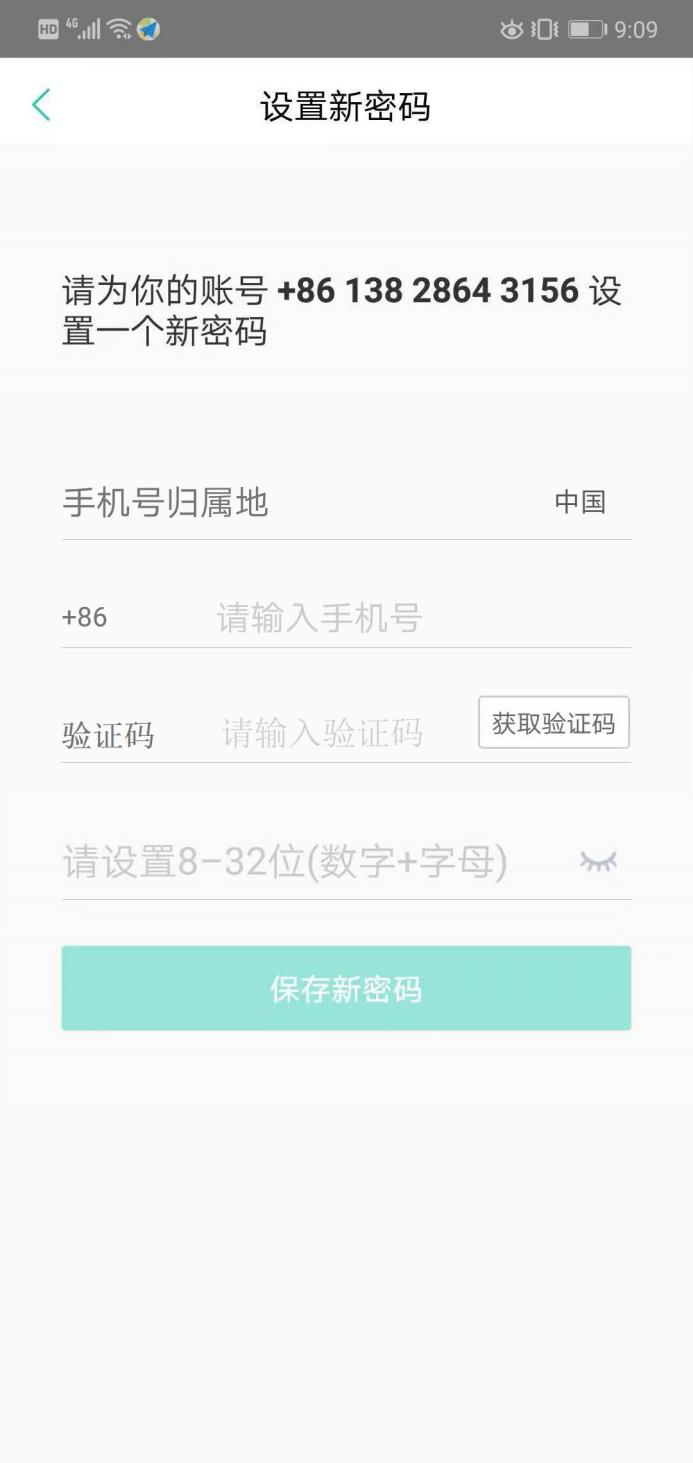 HD 4G 9:09
设置新密码
请为你的账号 +86 138 2864 3156 设
置一个新密码
手机号归属地 中国
+86 请输入手机号
验证码 请输入验证码 获取验证码
请设置8-32位(数字+字母)
保存新密码